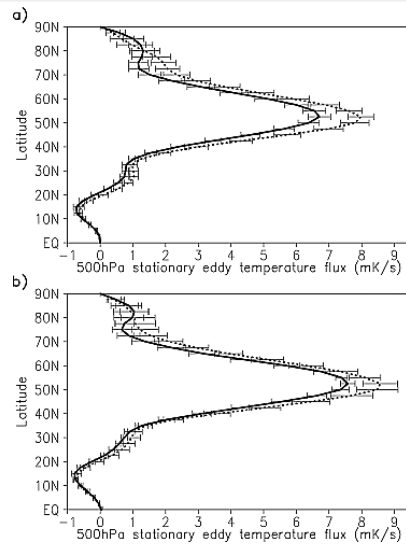 a)
90N
80N
70N
60N
50N
40N
30N
20N
10N
EQ
Latitude
-1 0 1 2 3 4 5 6 7 8 9
500hPa stationary eddy temperature flux (mK/s)
b)
90N
80N
70N
60N
50N
40N
30N
20N
10N
EQ
Latitude
-1 0 1 2 3 4 5 6 7 8 9
500hPa stationary eddy temperature flux (mK/s)